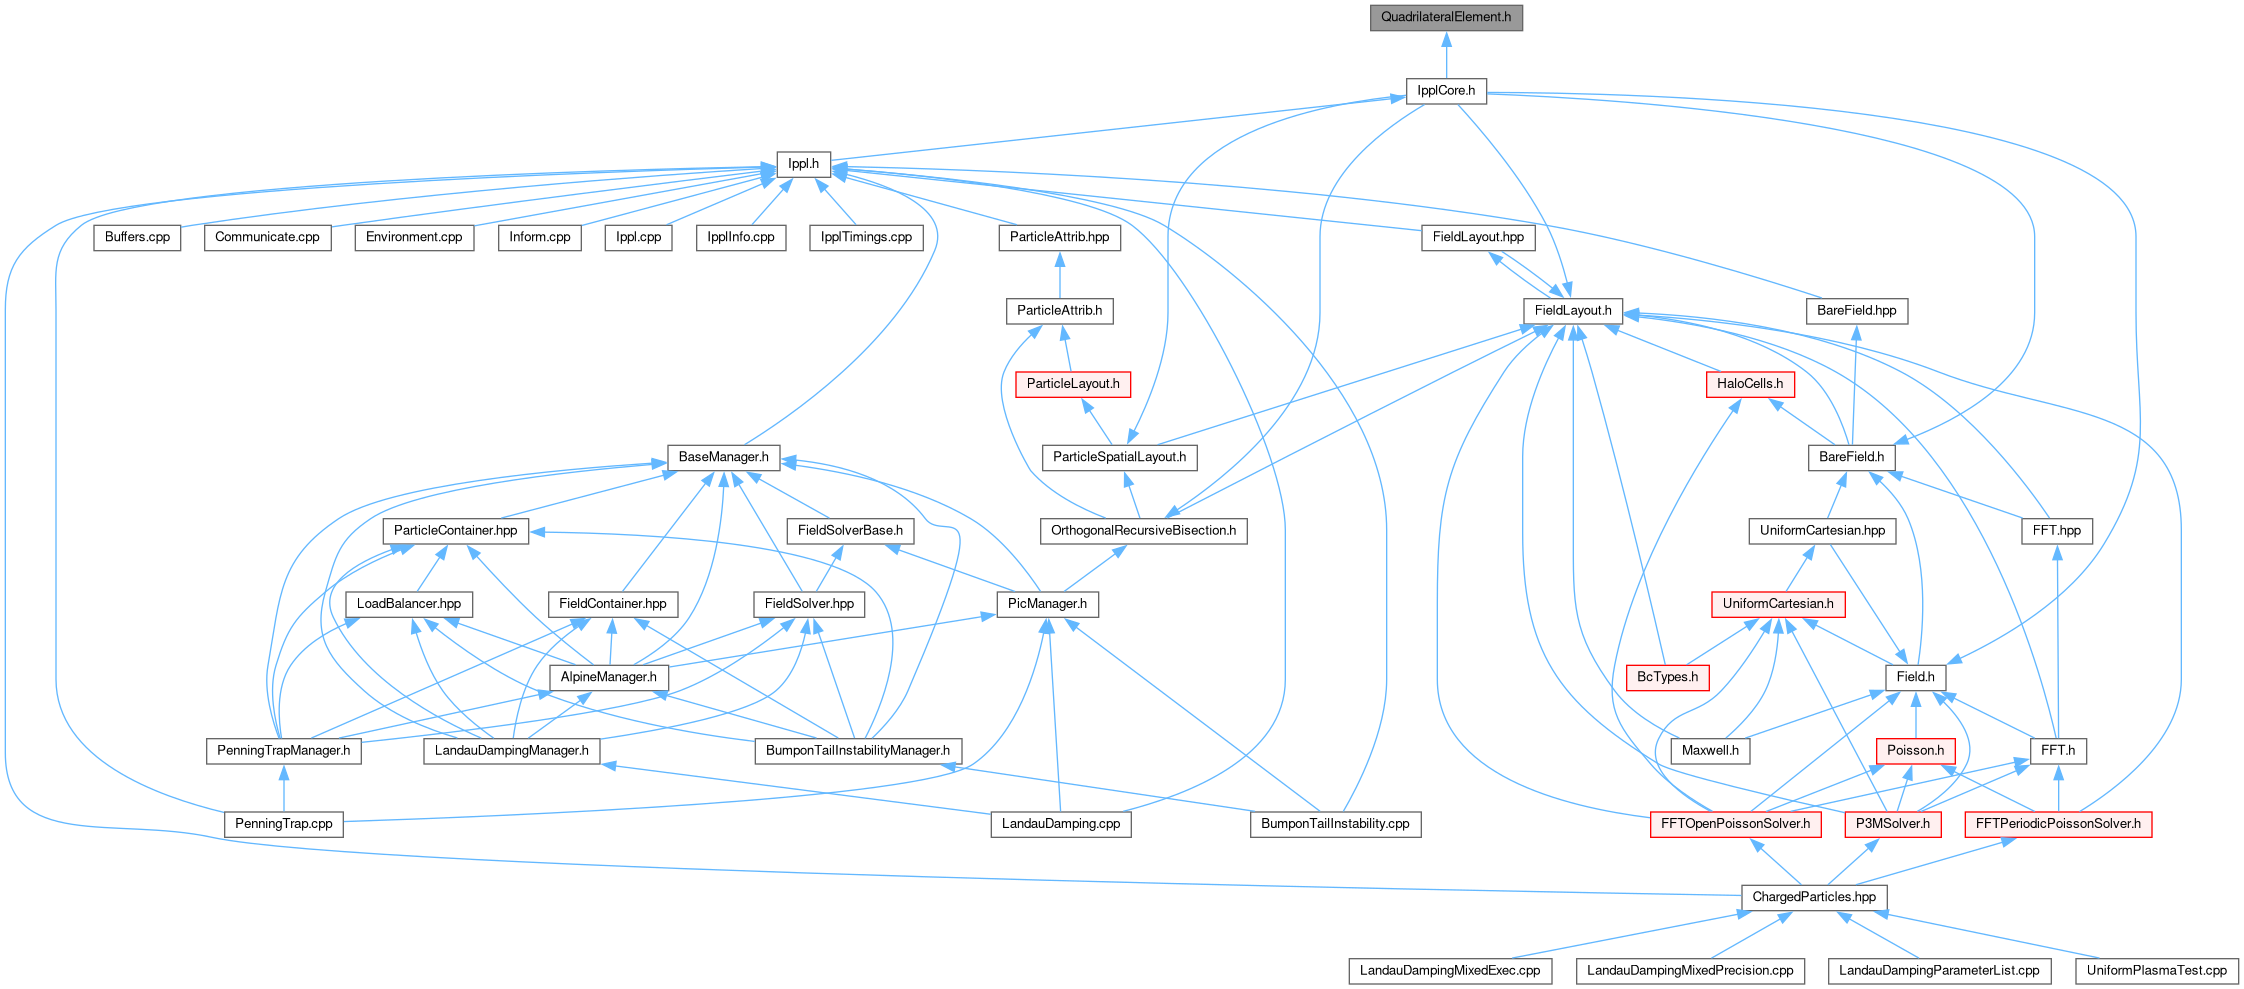 QuadrilateralElement.h
IpplCore.h
Ippl.h
Buffers.cpp
Communicate.cpp
Environment.cpp
Inform.cpp
Ippl.cpp
IpplInfo.cpp
IpplTimings.cpp
ParticleAttrib.hpp
FieldLayout.hpp
ParticleAttrib.h
FieldLayout.h
BareField.hpp
ParticleLayout.h
HaloCells.h
BaseManager.h
ParticleSpatialLayout.h
BareField.h
ParticleContainer.hpp
FieldSolverBase.h
OrthogonalRecursiveBisection.h
UniformCartesian.hpp
FFT.hpp
LoadBalancer.hpp
FieldContainer.hpp
FieldSolver.hpp
PicManager.h
UniformCartesian.h
AlpineManager.h
BcTypes.h
Field.h
PenningTrapManager.h
LandauDampingManager.h
BumponTailInstabilityManager.h
Maxwell.h
Poisson.h
FFT.h
PenningTrap.cpp
LandauDamping.cpp
BumponTailInstability.cpp
FFTOpenPoissonSolver.h
P3MSolver.h
FFTPeriodicPoissonSolver.h
ChargedParticles.hpp
LandauDampingMixedExec.cpp
LandauDampingMixedPrecision.cpp
LandauDampingParameterList.cpp
UniformPlasmaTest.cpp